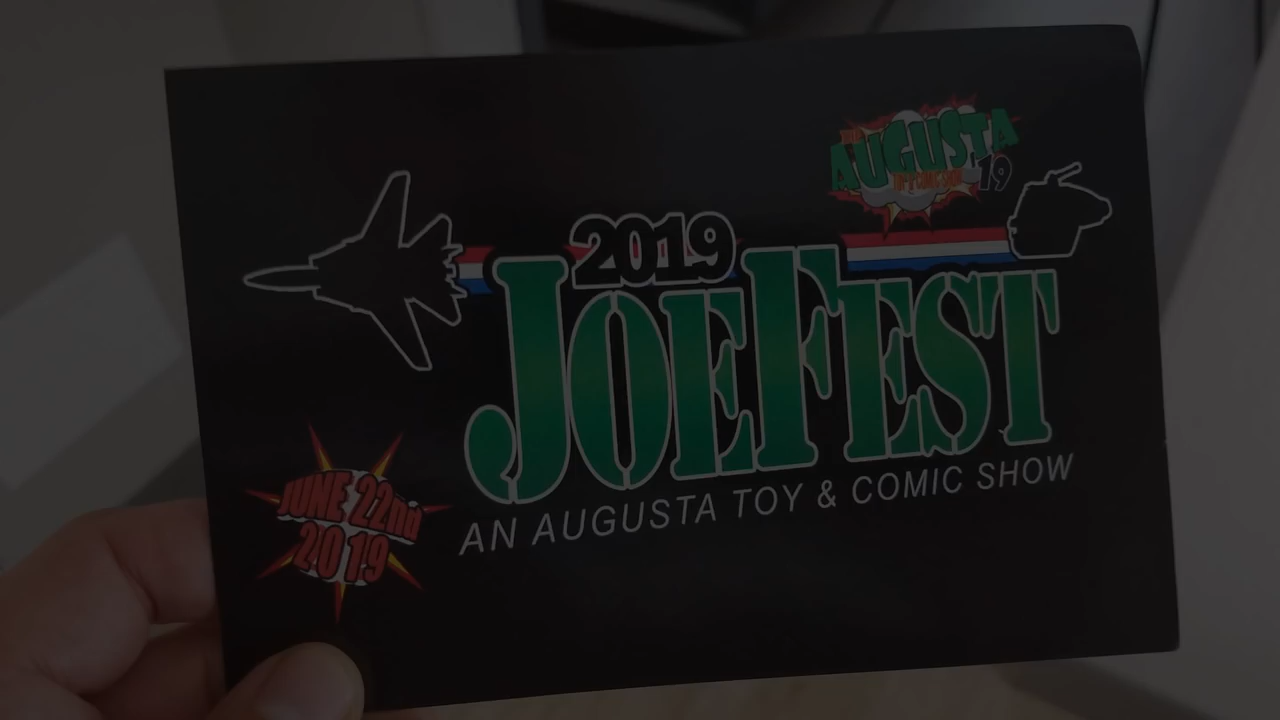 AUGUSTA
19
2019
JOEFEST
AN AUGUSTA TOY & COMIC SHOW
JUNE 22nd
2019